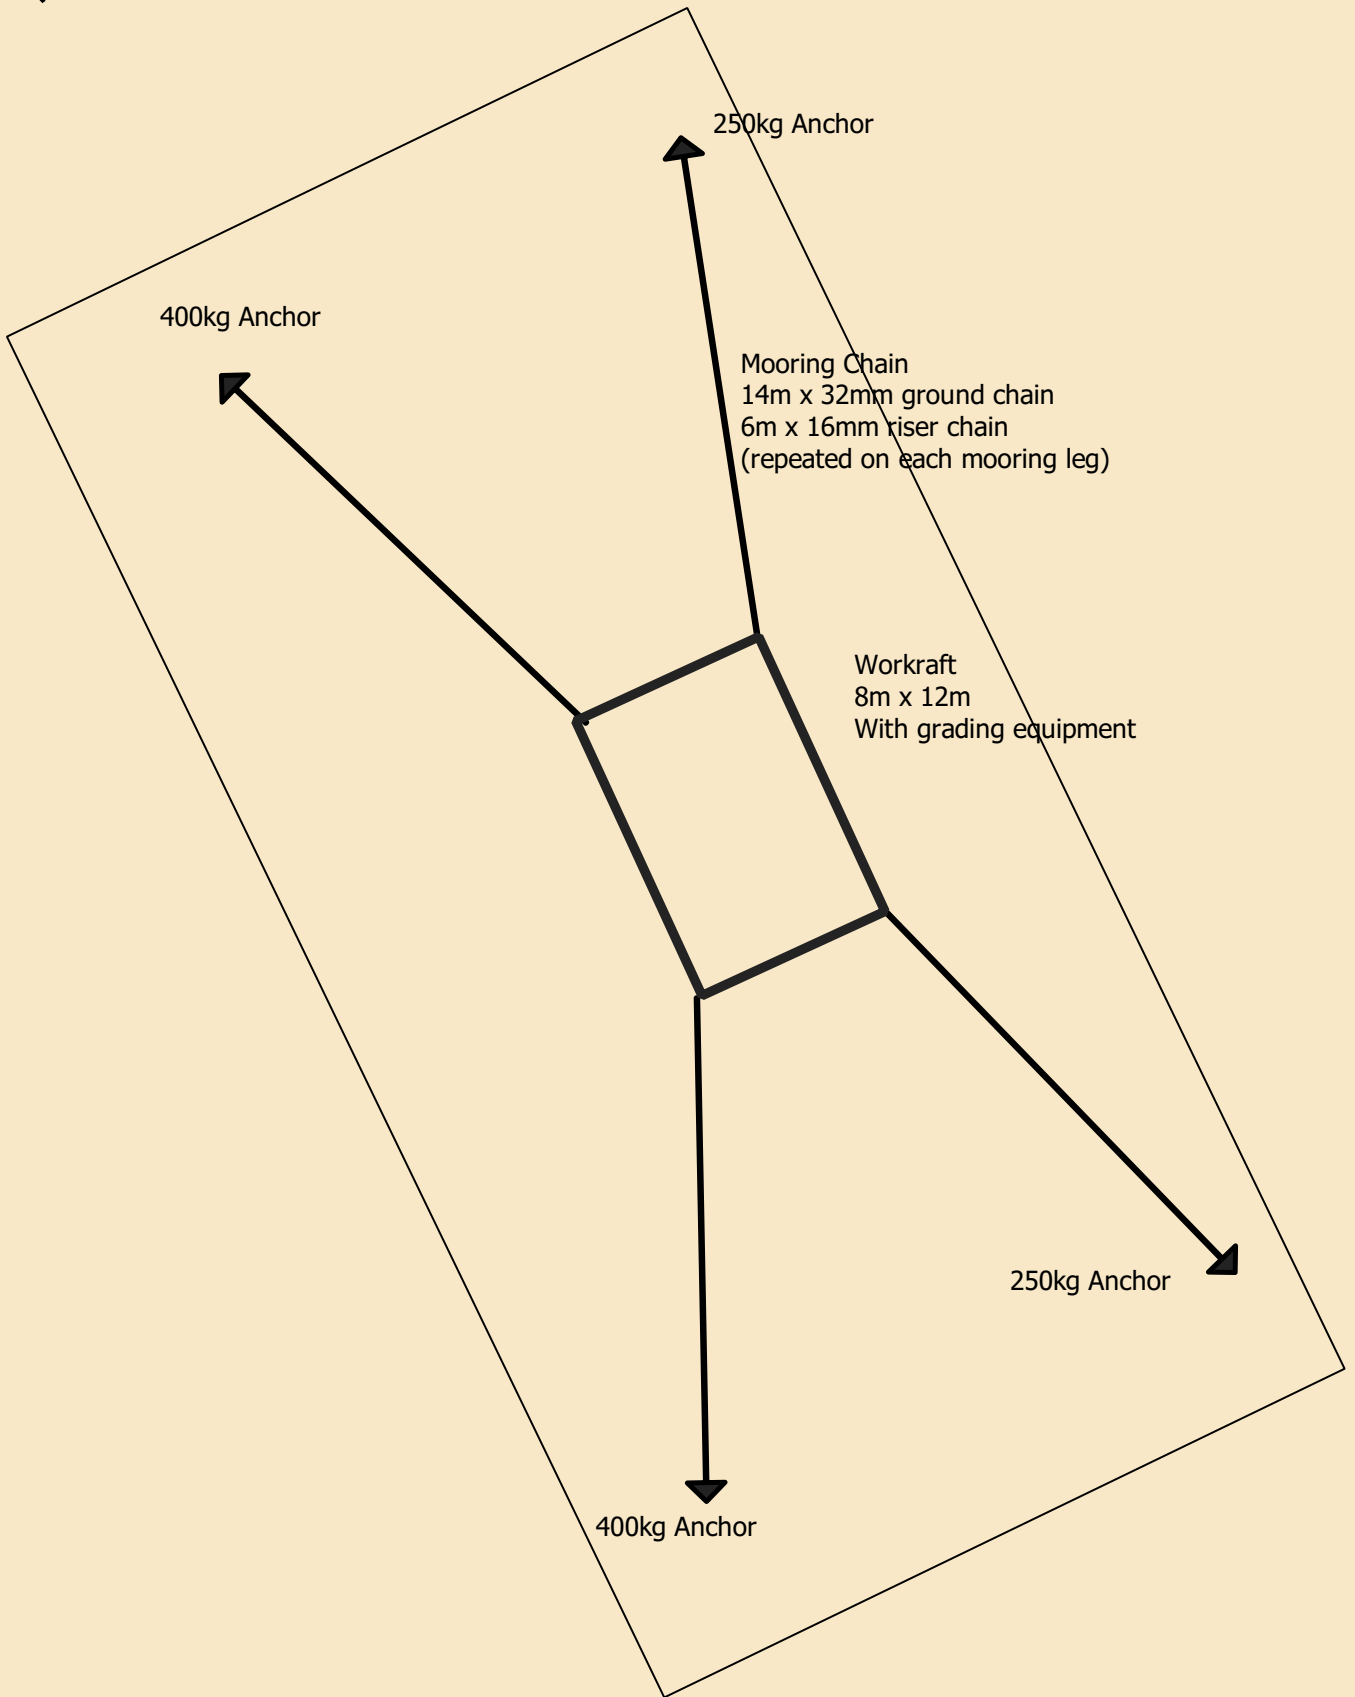 250kg Anchor
400kg Anchor
Mooring Chain
14m x 32mm ground chain
6m x 16mm riser chain
(repeated on each mooring leg)
Workraft
8m x 12m
With grading equipment
250kg Anchor
400kg Anchor